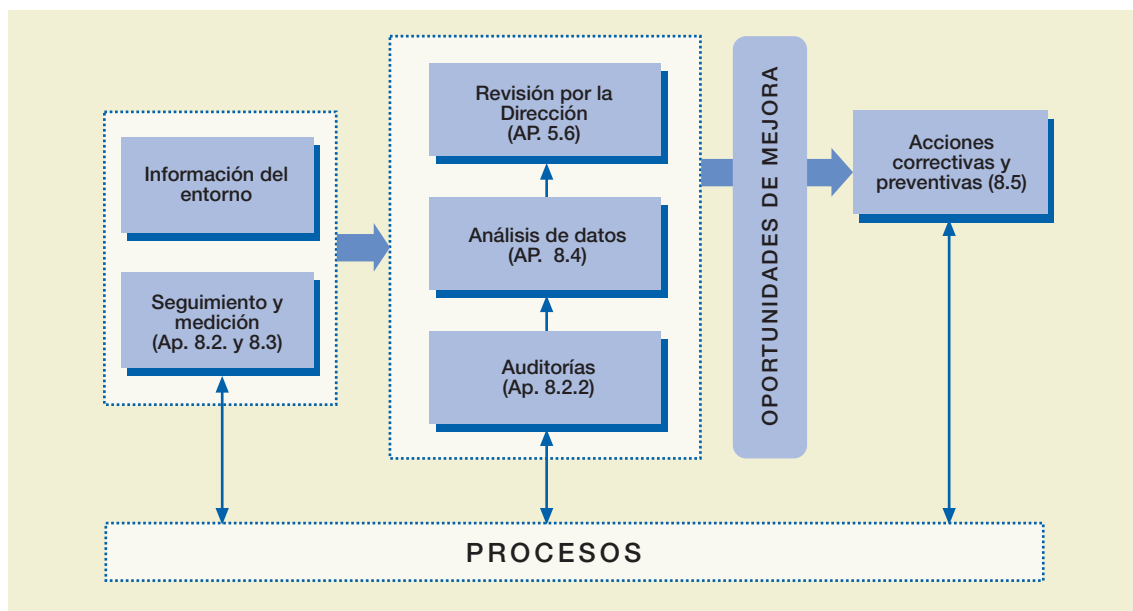 Información del
entorno
Seguimiento y
medición
(Ap. 8.2. y 8.3)
Revisión por la
Dirección
(AP. 5.6)
Análisis de datos
(AP. 8.4)
Auditorías
(Ap. 8.2.2)
OPORTUNIDADES DE MEJORA
Acciones
correctivas y
preventivas (8.5)
PROCESOS